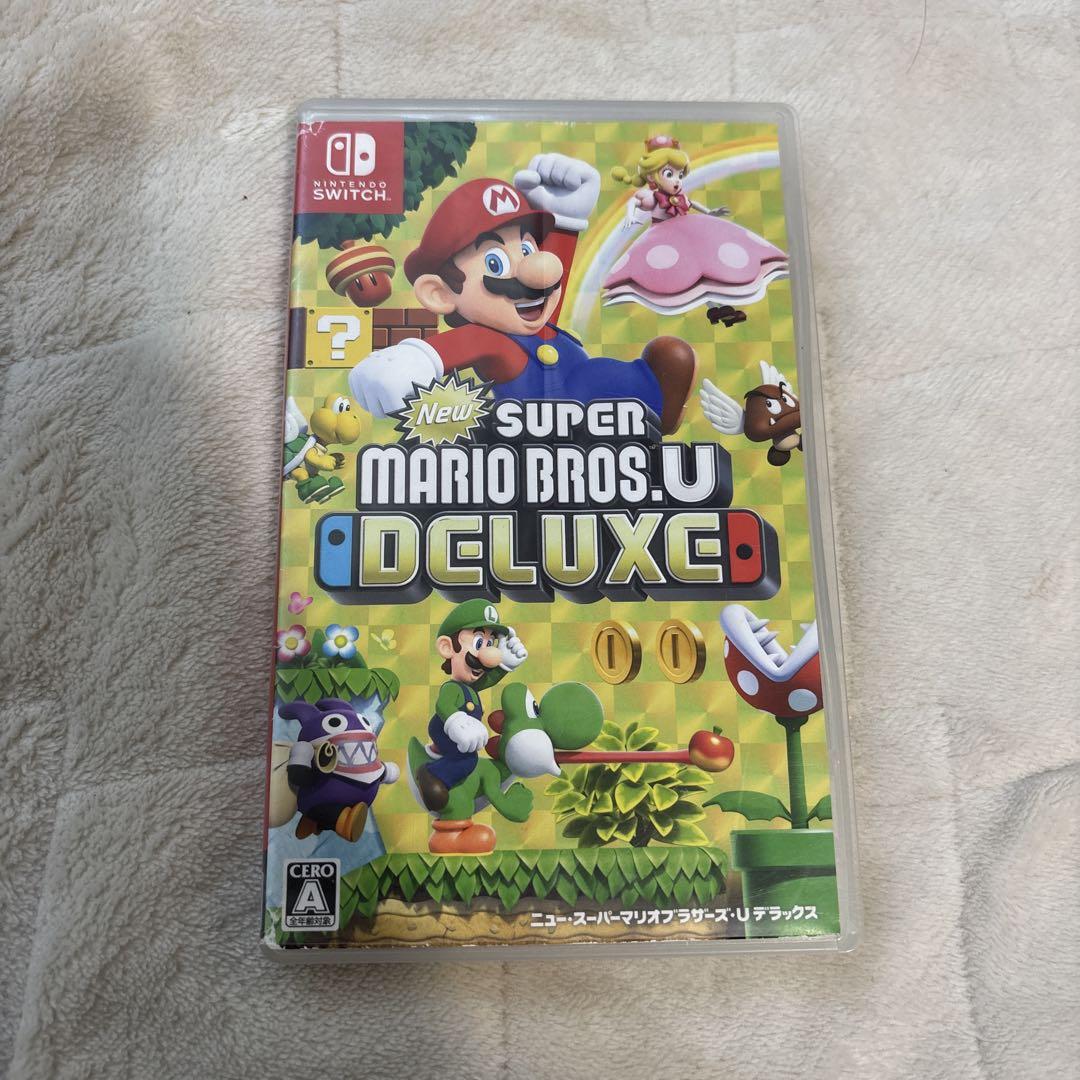 NINTENDO
SWITCH™
M
?
New SUPER
MARIO BROS.U
DELUXE
L
CERO
A
全年齢対象
ニュー・スーパーマリオブラザーズ・U デラックス